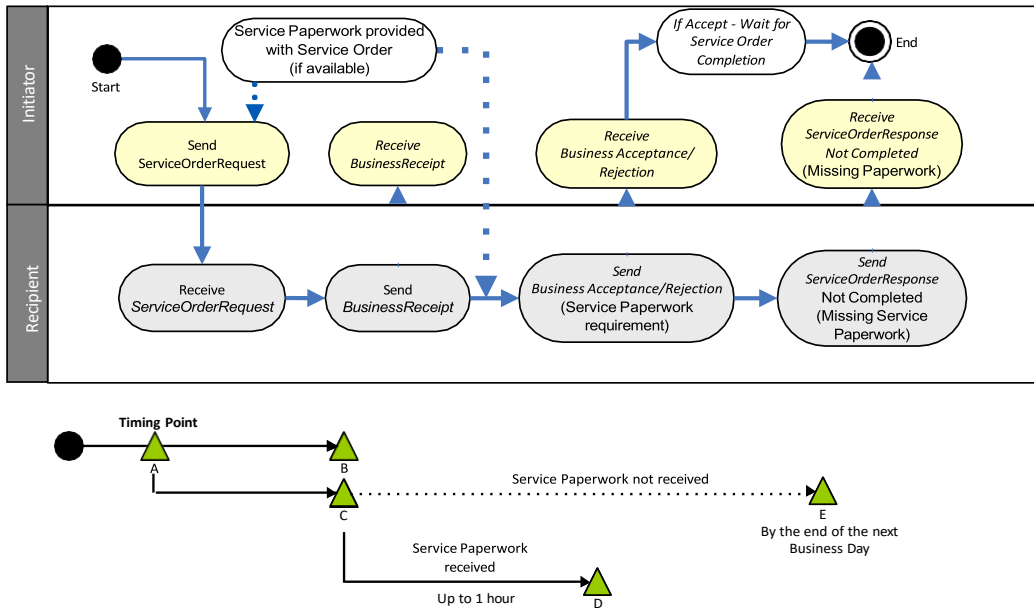 Initiator
Start
Service Paperwork provided
with Service Order
(if available)
If Accept - Wait for
Service Order
Completion
End
Send
ServiceOrderRequest
Receive
BusinessReceipt
Receive
Business Acceptance/
Rejection
Receive
ServiceOrderResponse
Not Completed
(Missing Paperwork)
Recipient
Receive
ServiceOrderRequest
Send
BusinessReceipt
Send
Business Acceptance/Rejection
(Service Paperwork
requirement)
Send
ServiceOrderResponse
Not Completed
(Missing Service
Paperwork)
Timing Point
A
B
C
Service Paperwork not received
E
By the end of the next
Business Day
Service Paperwork
received
Up to 1 hour
D